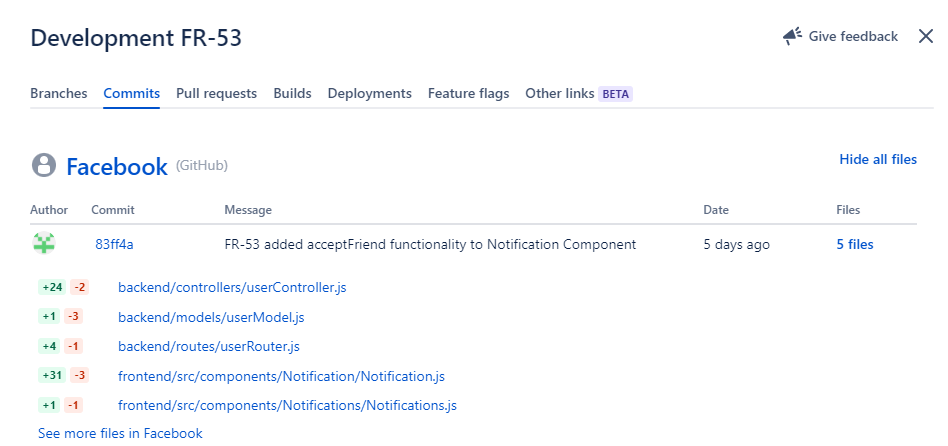 Development FR-53
Give feedback
Branches Commits Pull requests Builds Deployments Feature flags Other links BETA
Facebook (GitHub)
Hide all files
Author Commit Message Date Files
83ff4a FR-53 added acceptFriend functionality to Notification Component 5 days ago 5 files
+24 -2 backend/controllers/userController.js
+1 -3 backend/models/userModel.js
+4 -1 backend/routes/userRouter.js
+31 -3 frontend/src/components/Notification/Notification.js
+1 -1 frontend/src/components/Notifications/Notifications.js
See more files in Facebook